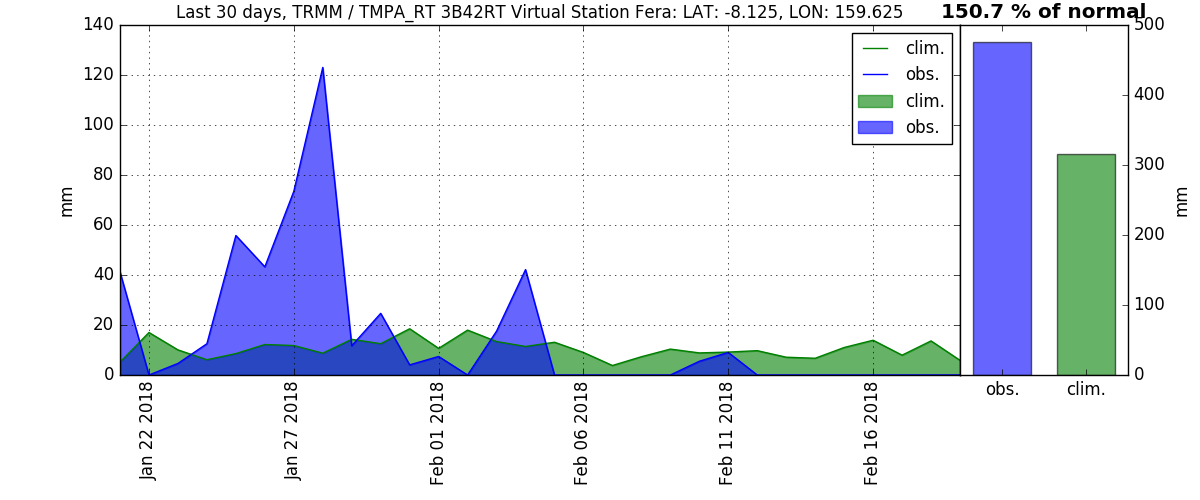 Last 30 days, TRMM / TMPA_RT 3B42RT Virtual Station Fera: LAT: -8.125, LON: 159.625
150.7 % of normal
mm
140
120
100
80
60
40
20
0
clim.
obs.
clim.
obs.
Jan 22 2018
Jan 27 2018
Feb 01 2018
Feb 06 2018
Feb 11 2018
Feb 16 2018
500
400
300
200
100
0
mm
obs.
clim.